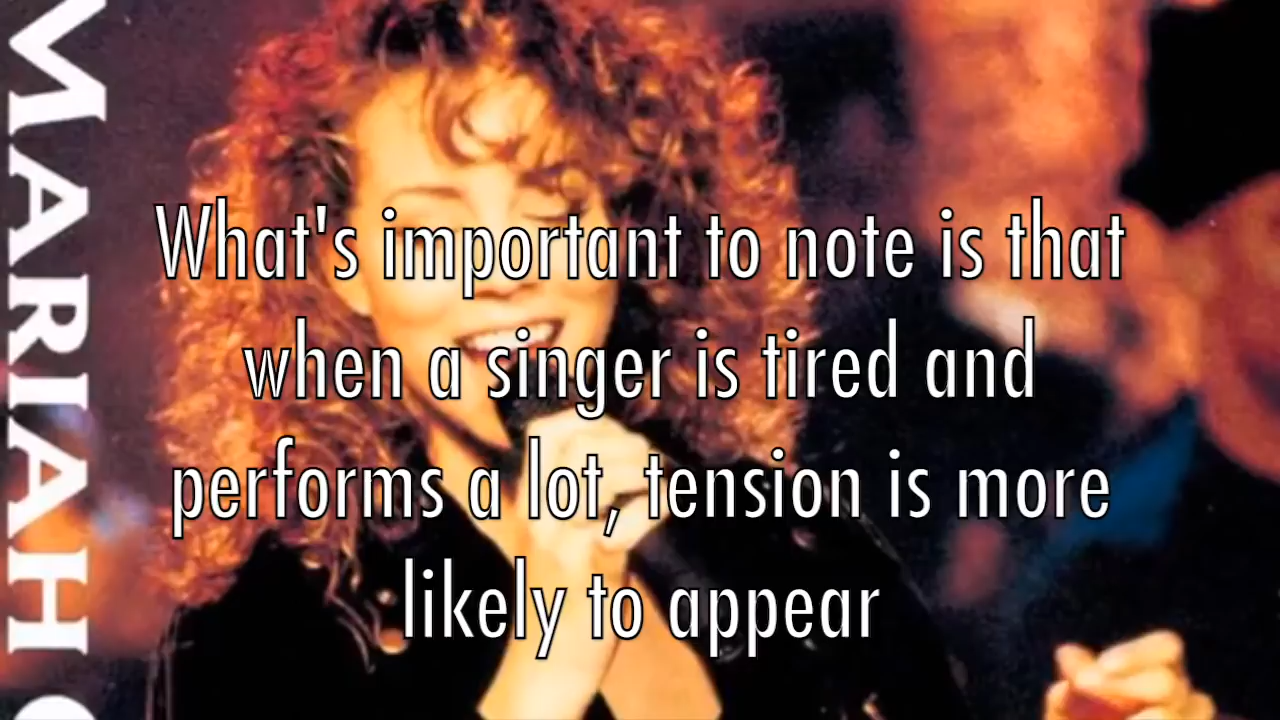 MARIAH
What's important to note is that
when a singer is tired and
performs a lot, tension is more
likely to appear